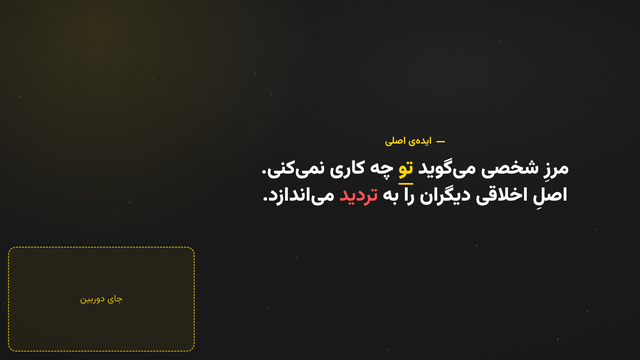 — ایده‌ی اصلی
مرزِ شخصی می‌گوید تو چه کاری نمی‌کنی.
اصلِ اخلاقی دیگران را به تردید می‌اندازد.
جای دوربین